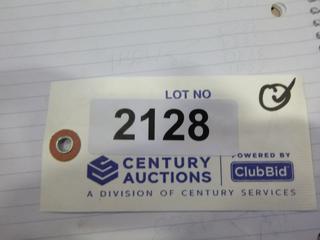 LOT NO
2128
CENTURY AUCTIONS
POWERED BY
ClubBid
A DIVISION OF CENTURY SERVICES